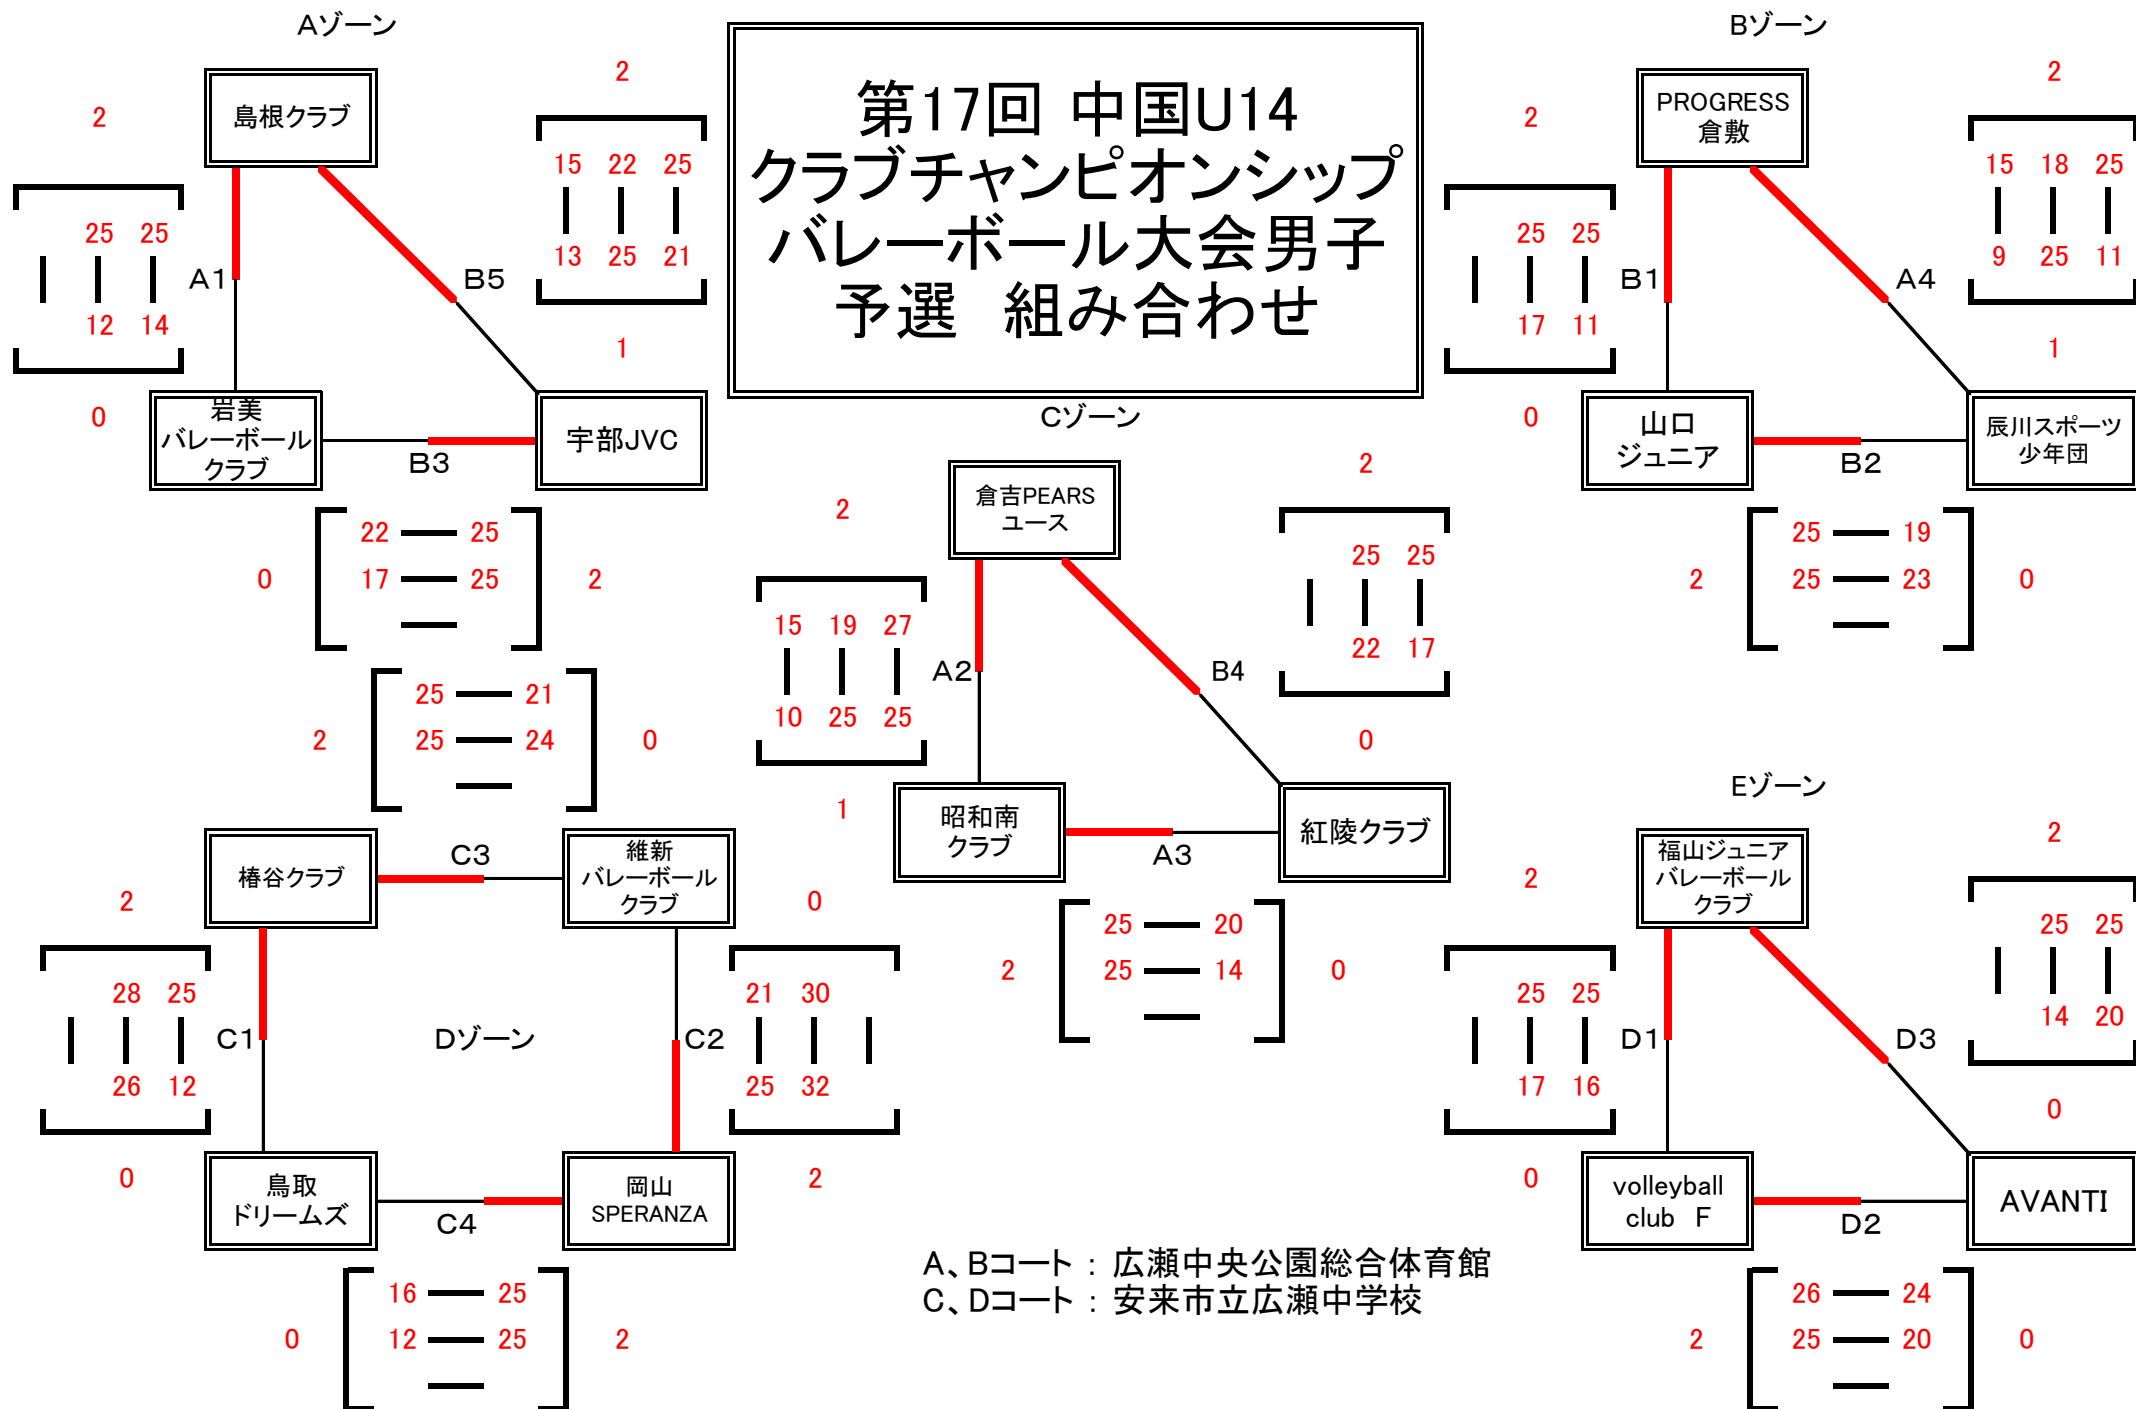 Aゾーン
島根クラブ
2
25 25
12 14
0
A1
2
15 22 25
13 25 21
1
B5
岩美
バレーボール
クラブ
B3
宇部JVC
0
22 25
17 25
2
第17回 中国U14
クラブチャンピオンシップ
バレーボール大会男子
予選 組み合わせ
Bゾーン
PROGRESS
倉敷
2
25 25
17 11
0
B1
2
15 18 25
9 25 11
1
A4
山口
ジュニア
B2
辰川スポーツ
少年団
2
25 19
25 23
0
Cゾーン
倉吉PEARS
ユース
2
15 19 27
10 25 25
1
A2
2
25 25
22 17
0
B4
昭和南
クラブ
A3
紅陵クラブ
2
25 20
25 14
0
2
25 21
25 24
0
椿谷クラブ
C3
維新
バレーボール
クラブ
2
28 25
26 12
0
C1
Dゾーン
C2
0
21 30
25 32
2
鳥取
ドリームズ
C4
岡山
SPERANZA
0
16 25
12 25
2
Eゾーン
福山ジュニア
バレーボール
クラブ
2
25 25
17 16
0
D1
2
25 25
14 20
0
D3
volleyball
club F
D2
AVANTI
2
26 24
25 20
0
A、Bコート : 広瀬中央公園総合体育館
C、Dコート : 安来市立広瀬中学校